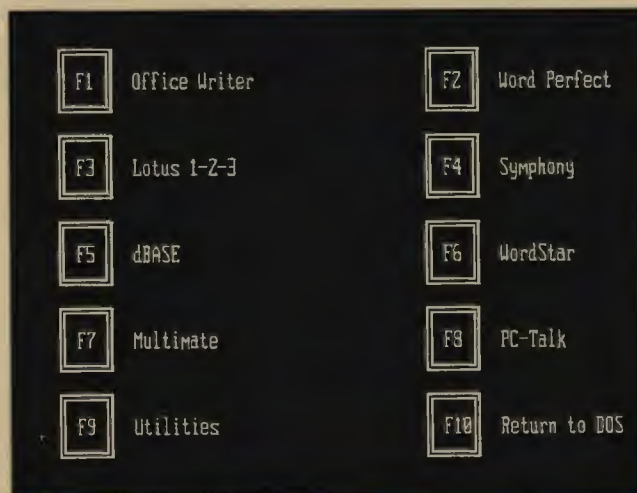 F1 Office Writer F2 Word Perfect
F3 Lotus 1-2-3 F4 Symphony
F5 dBASE F6 WordStar
F7 Multimate F8 PC-Talk
F9 Utilities F10 Return to DOS